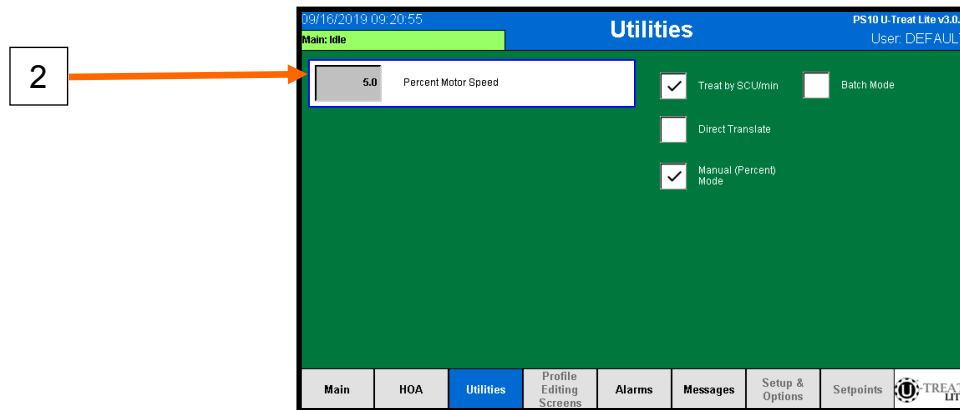 2
09/16/2019 09:20:55
Main: Idle
Utilities
PS10 U-Treat Lite v3.0.
User: DEFAULT
5.0 Percent Motor Speed
Treat by SCU/min
Batch Mode
Direct Translate
Manual (Percent)
Mode
Main
HOA
Utilities
Profile
Editing
Screens
Alarms
Messages
Setup &
Options
Setpoints
U-TREAT
LIT